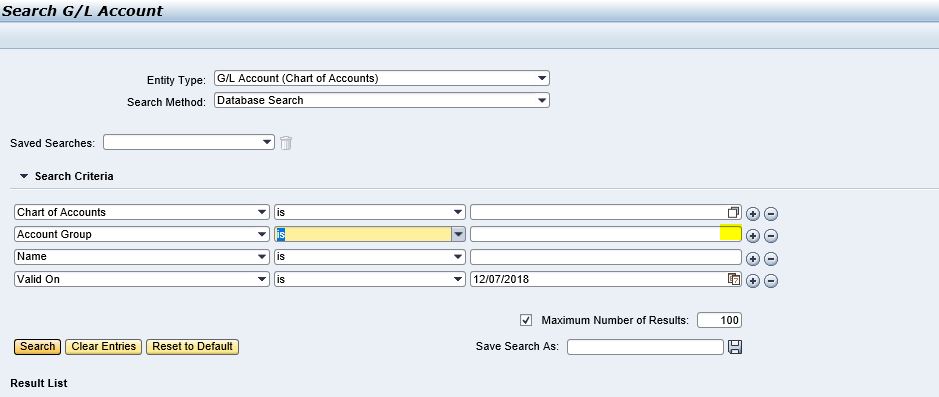 Search G/L Account
Entity Type: G/L Account (Chart of Accounts)
Search Method: Database Search
Saved Searches:
Search Criteria
Chart of Accounts is
Account Group is
Name is
Valid On is 12/07/2018
Maximum Number of Results: 100
Search Clear Entries Reset to Default Save Search As:
Result List